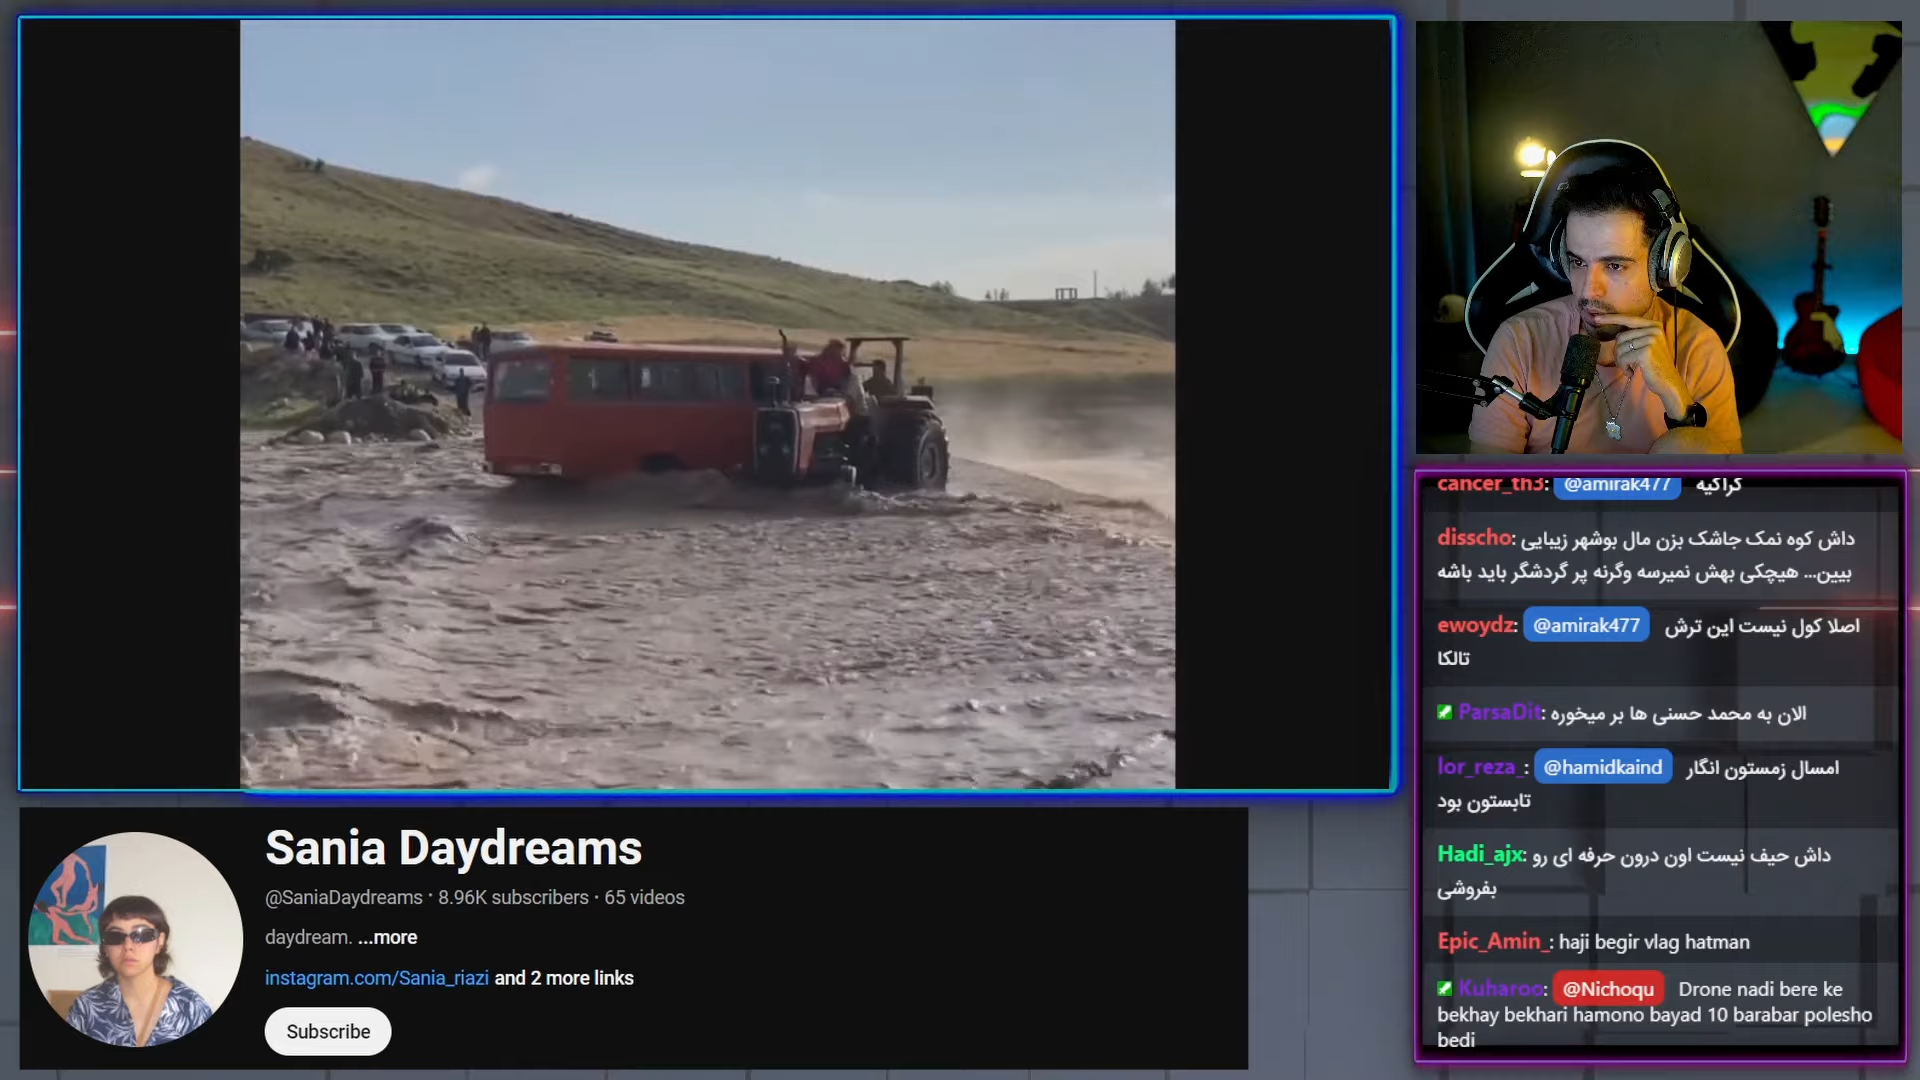 Sania Daydreams
@SaniaDaydreams · 8.96K subscribers · 65 videos
daydream. ...more
instagram.com/Sania_riazi and 2 more links
Subscribe
cancer_th3: @amirak477 کراکیه
disscho: داش کوه نمک جاشک بزن مال بوشهر زیبایی
ببین... هیچکی بهش نمیرسه وگرنه پر گردشگر باید باشه
ewoydz: @amirak477 اصلا کول نیست این ترش
تالکا
ParsaDit: الان به محمد حسنی ها بر میخوره
lor_reza_: @hamidkaind امسال زمستون انگار
تابستون بود
Hadi_ajx: داش حیف نیست اون درون حرفه ای رو
بفروشی
Epic_Amin_: haji begir vlag hatman
Kuharoo: @Nichoqu Drone nadi bere ke
bekhay bekhari hamono bayad 10 barabar polesho
bedi